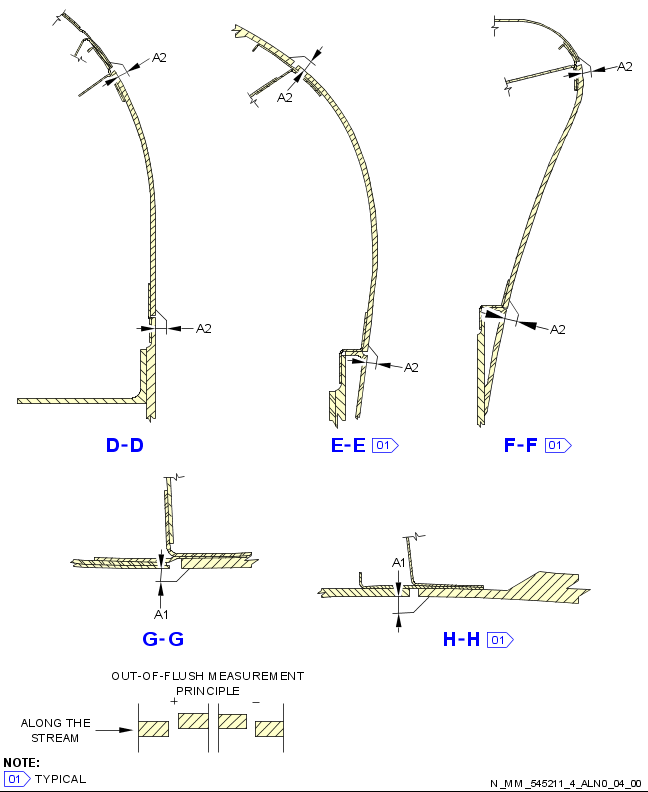 A2
A2
A2
A2
A2
A2
D-D
E-E 01
F-F 01
A1
G-G
A1
H-H 01
OUT-OF-FLUSH MEASUREMENT
PRINCIPLE
+ −
ALONG THE
STREAM
NOTE:
01 TYPICAL
N_MM_545211_4_ALN0_04_00